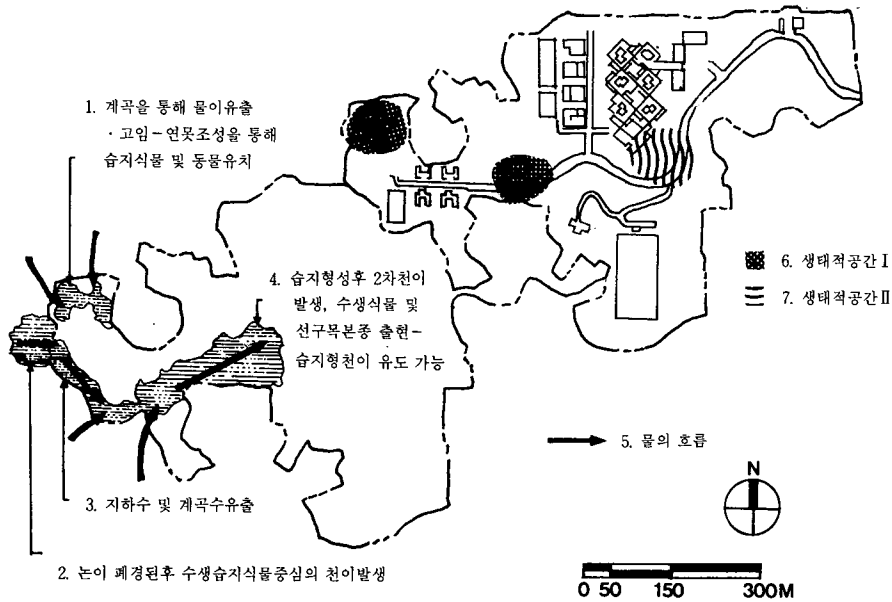 1. 계곡을 통해 물이유출
· 고임-연못조성을 통해
습지식물 및 동물유치
4. 습지형성후 2차천이
발생, 수생식물 및
선구목본종 출현-
습지형천이 유도 가능
6. 생태적공간 I
7. 생태적공간 II
5. 물의 흐름
3. 지하수 및 계곡수유출
2. 논이 폐경된후 수생습지식물중심의 천이발생
N
0 50 150 300M